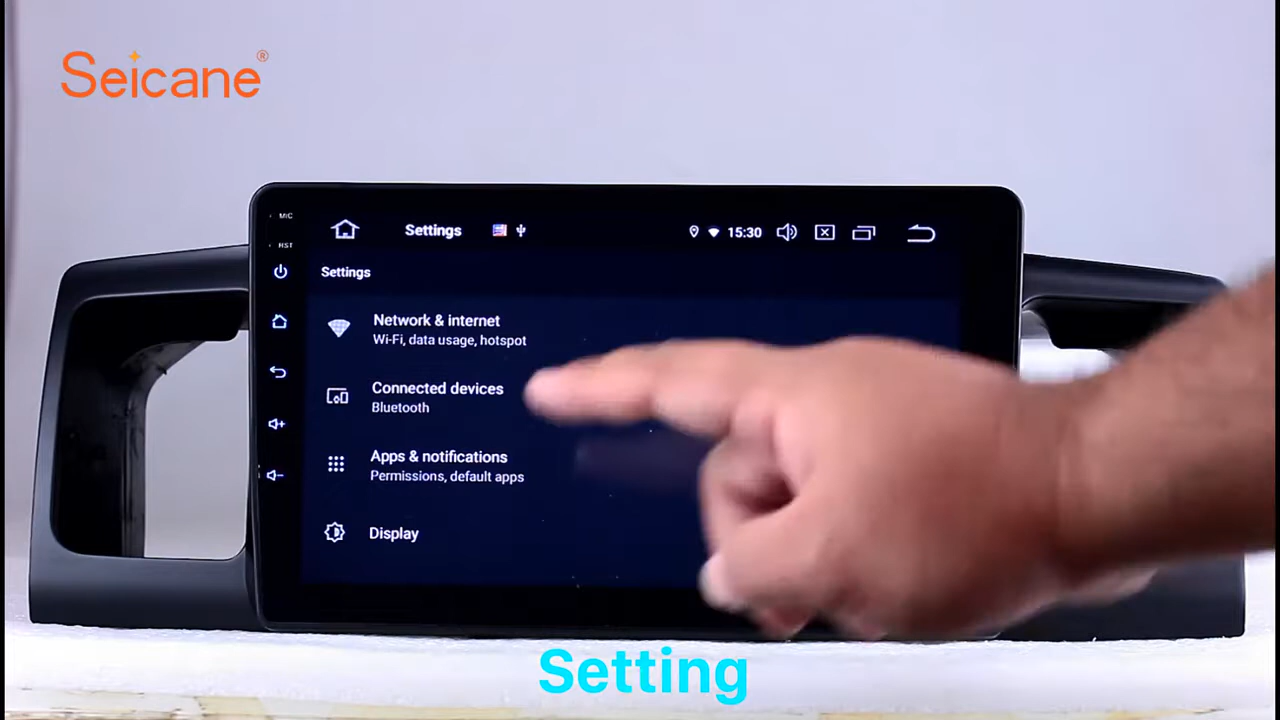 Seicane®
MIC
RST
Settings
15:30
Settings
Network & internet
Wi-Fi, data usage, hotspot
Connected devices
Bluetooth
Apps & notifications
Permissions, default apps
Display
Setting